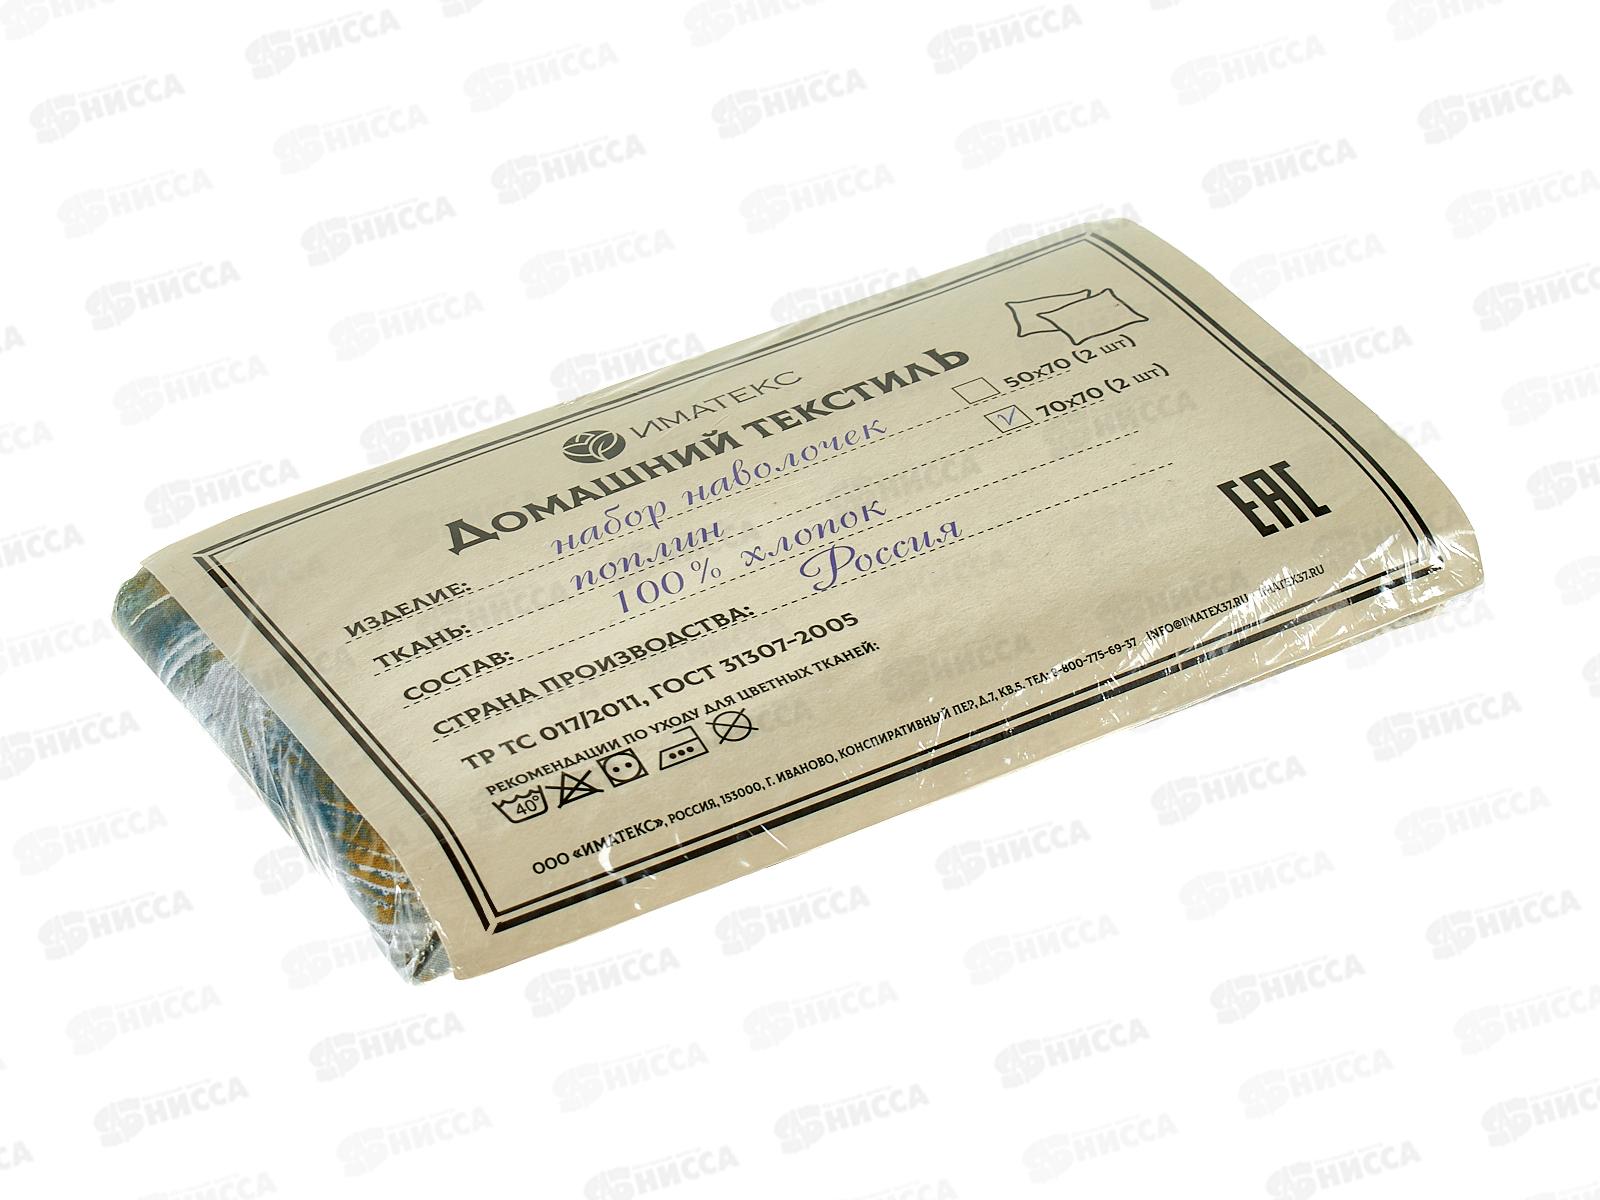 ИМАТЕКС
ДОМАШНИЙ ТЕКСТИЛЬ
50х70 (2 шт)
V 70х70 (2 шт)
ИЗДЕЛИЕ: набор наволочек
ТКАНЬ: поплин
СОСТАВ: 100% хлопок
СТРАНА ПРОИЗВОДСТВА: Россия
ТР ТС 017/2011, ГОСТ 31307-2005
РЕКОМЕНДАЦИИ ПО УХОДУ ДЛЯ ЦВЕТНЫХ ТКАНЕЙ:
40°
EAC
ООО «ИМАТЕКС», РОССИЯ, 153000, Г. ИВАНОВО, КОНСПИРАТИВНЫЙ ПЕР, Д.7, КВ.5. ТЕЛ: 8-800-775-69-37 INFO@IMATEX37.RU IMATEX37.RU
НИССА